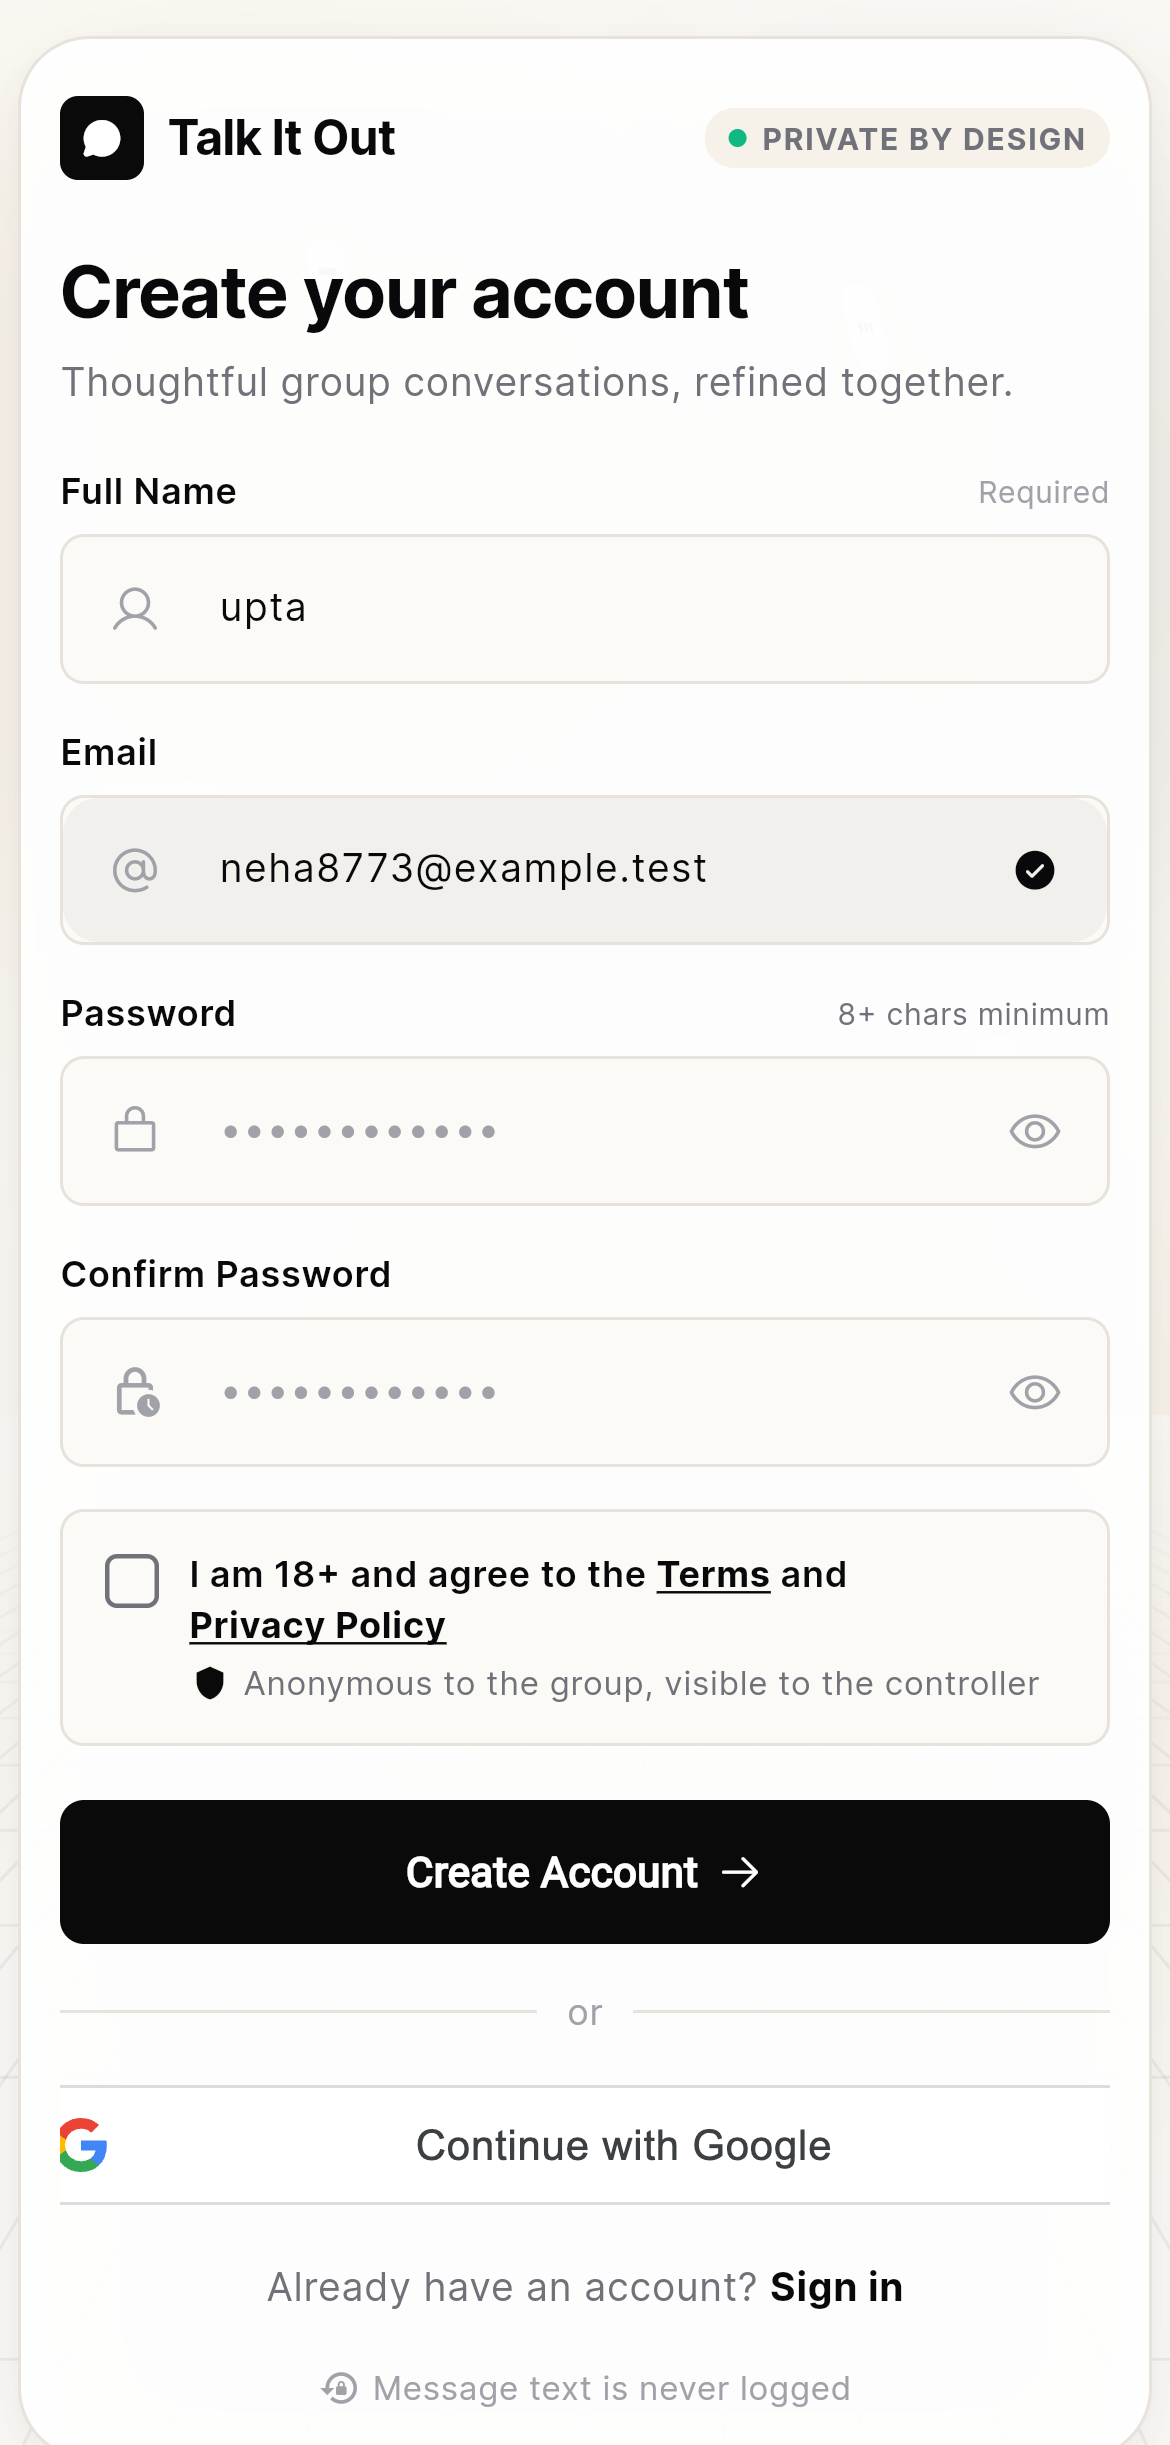 Talk It Out
PRIVATE BY DESIGN
Create your account
Thoughtful group conversations, refined together.
Full Name
Required
upta
Email
neha8773@example.test
Password
8+ chars minimum
••••••••••••
Confirm Password
••••••••••••
I am 18+ and agree to the Terms and
Privacy Policy
Anonymous to the group, visible to the controller
Create Account →
or
Continue with Google
Already have an account? Sign in
Message text is never logged